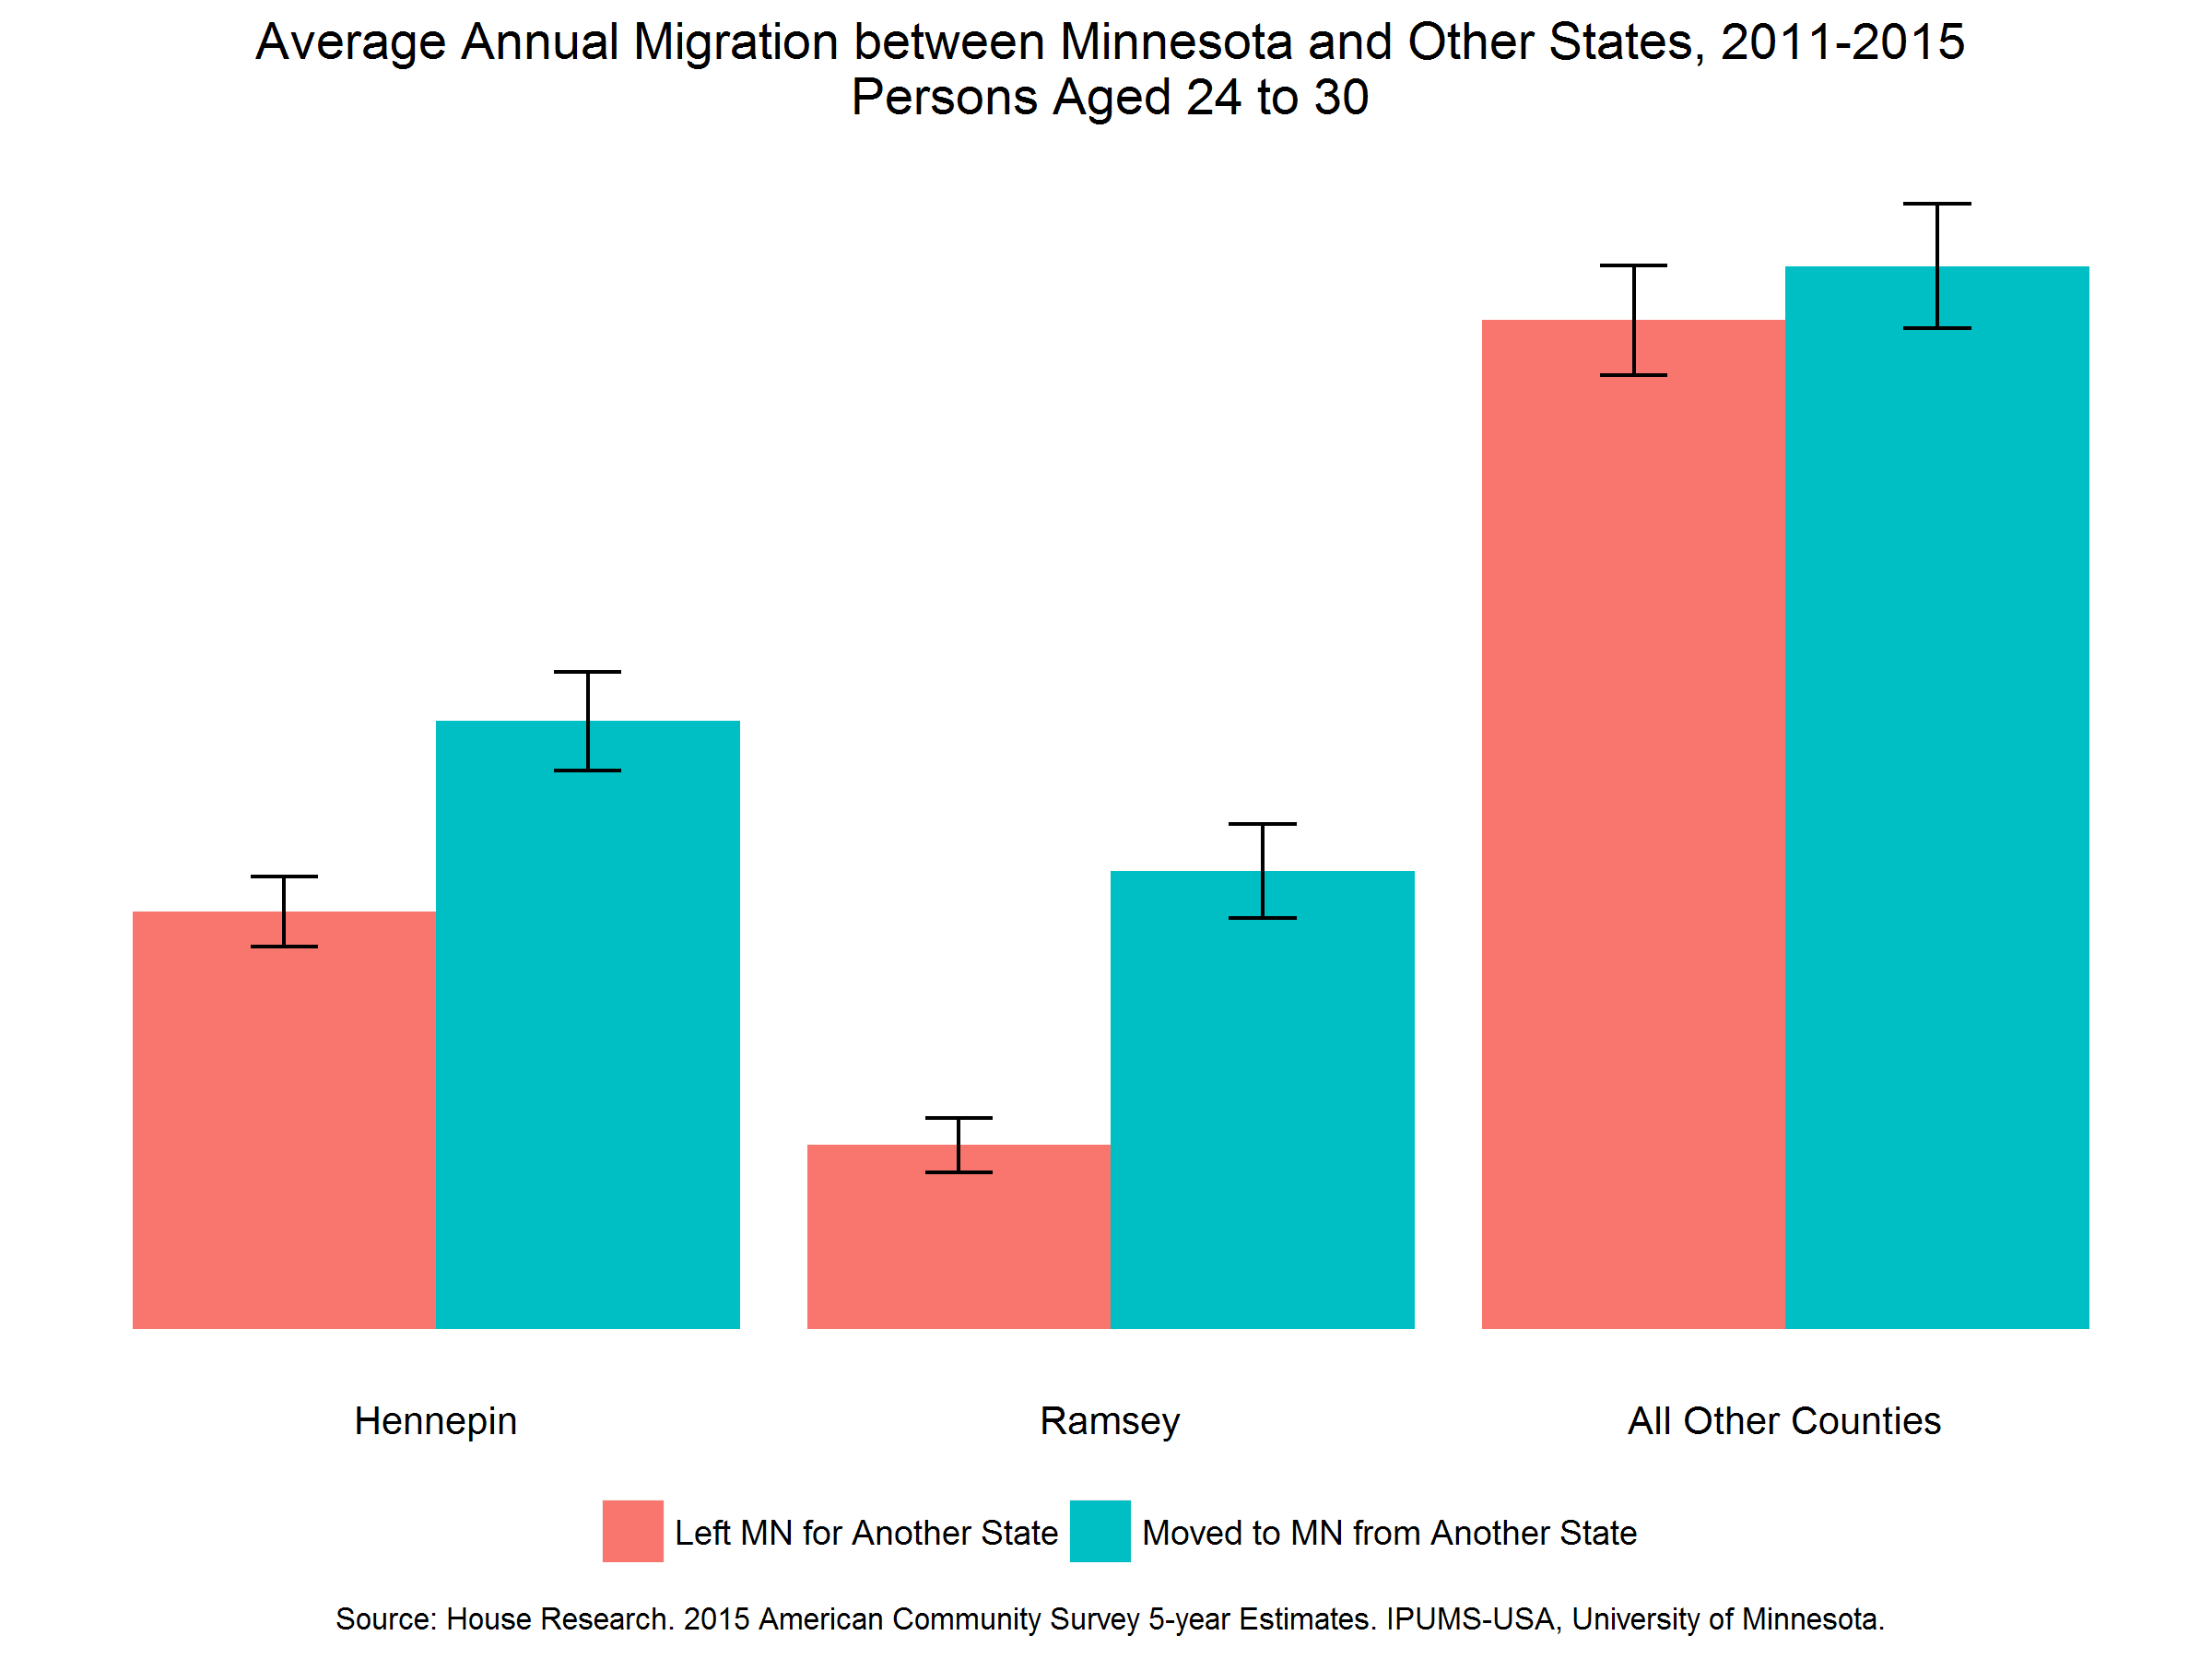 Average Annual Migration between Minnesota and Other States, 2011-2015
Persons Aged 24 to 30
Hennepin
Ramsey
All Other Counties
Left MN for Another State
Moved to MN from Another State
Source: House Research. 2015 American Community Survey 5-year Estimates. IPUMS-USA, University of Minnesota.